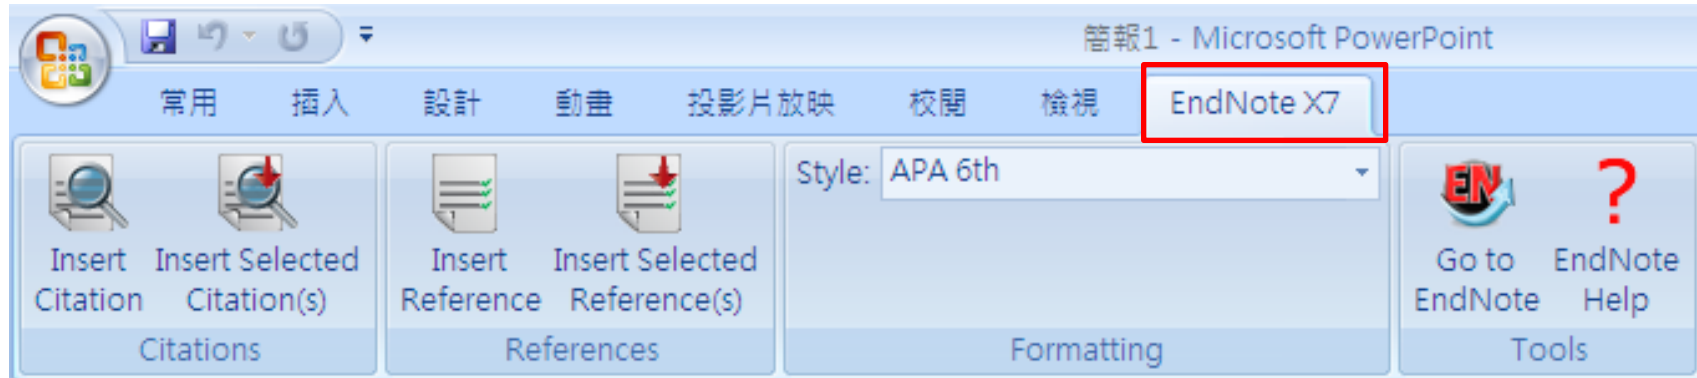 簡報1 - Microsoft PowerPoint
常用 插入 設計 動畫 投影片放映 校閱 檢視 EndNote X7
Insert Citation
Insert Selected Citation(s)
Citations
Insert Reference
Insert Selected Reference(s)
References
Style: APA 6th
Formatting
EN
Go to EndNote
?
EndNote Help
Tools